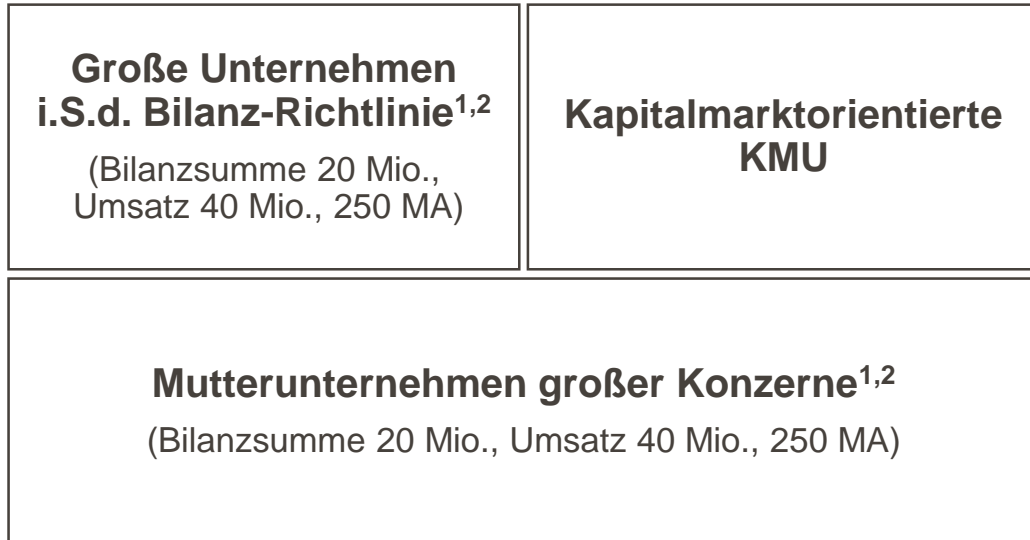 Große Unternehmen
i.S.d. Bilanz-Richtlinie1,2
(Bilanzsumme 20 Mio.,
Umsatz 40 Mio., 250 MA)
Kapitalmarktorientierte
KMU
Mutterunternehmen großer Konzerne1,2
(Bilanzsumme 20 Mio., Umsatz 40 Mio., 250 MA)